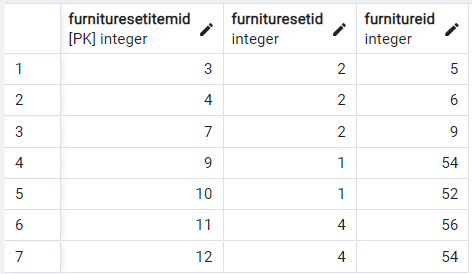 furnituresetitemid furnituresetid furnitureid
[PK] integer integer integer
1 3 2 5
2 4 2 6
3 7 2 9
4 9 1 54
5 10 1 52
6 11 4 56
7 12 4 54